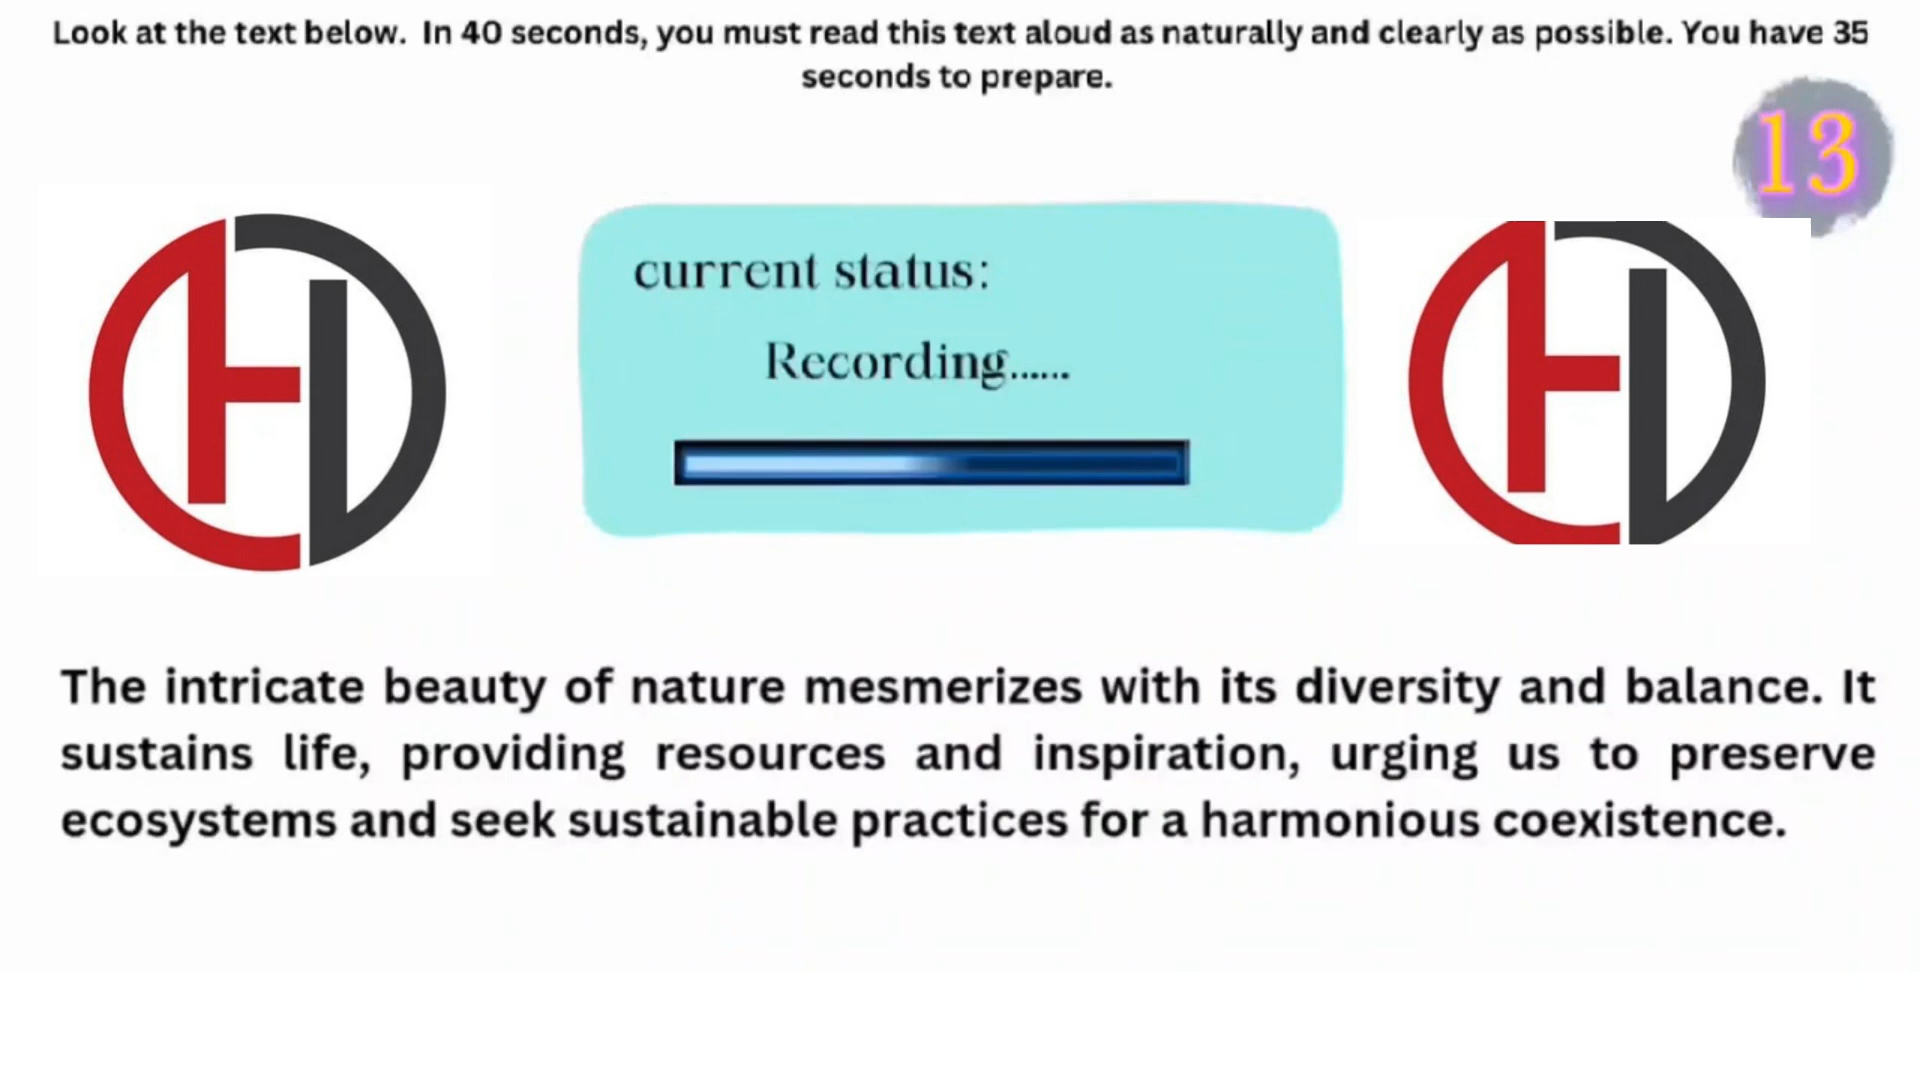 Look at the text below. In 40 seconds, you must read this text aloud as naturally and clearly as possible. You have 35
seconds to prepare.
13
current status:
Recording......
The intricate beauty of nature mesmerizes with its diversity and balance. It
sustains life, providing resources and inspiration, urging us to preserve
ecosystems and seek sustainable practices for a harmonious coexistence.